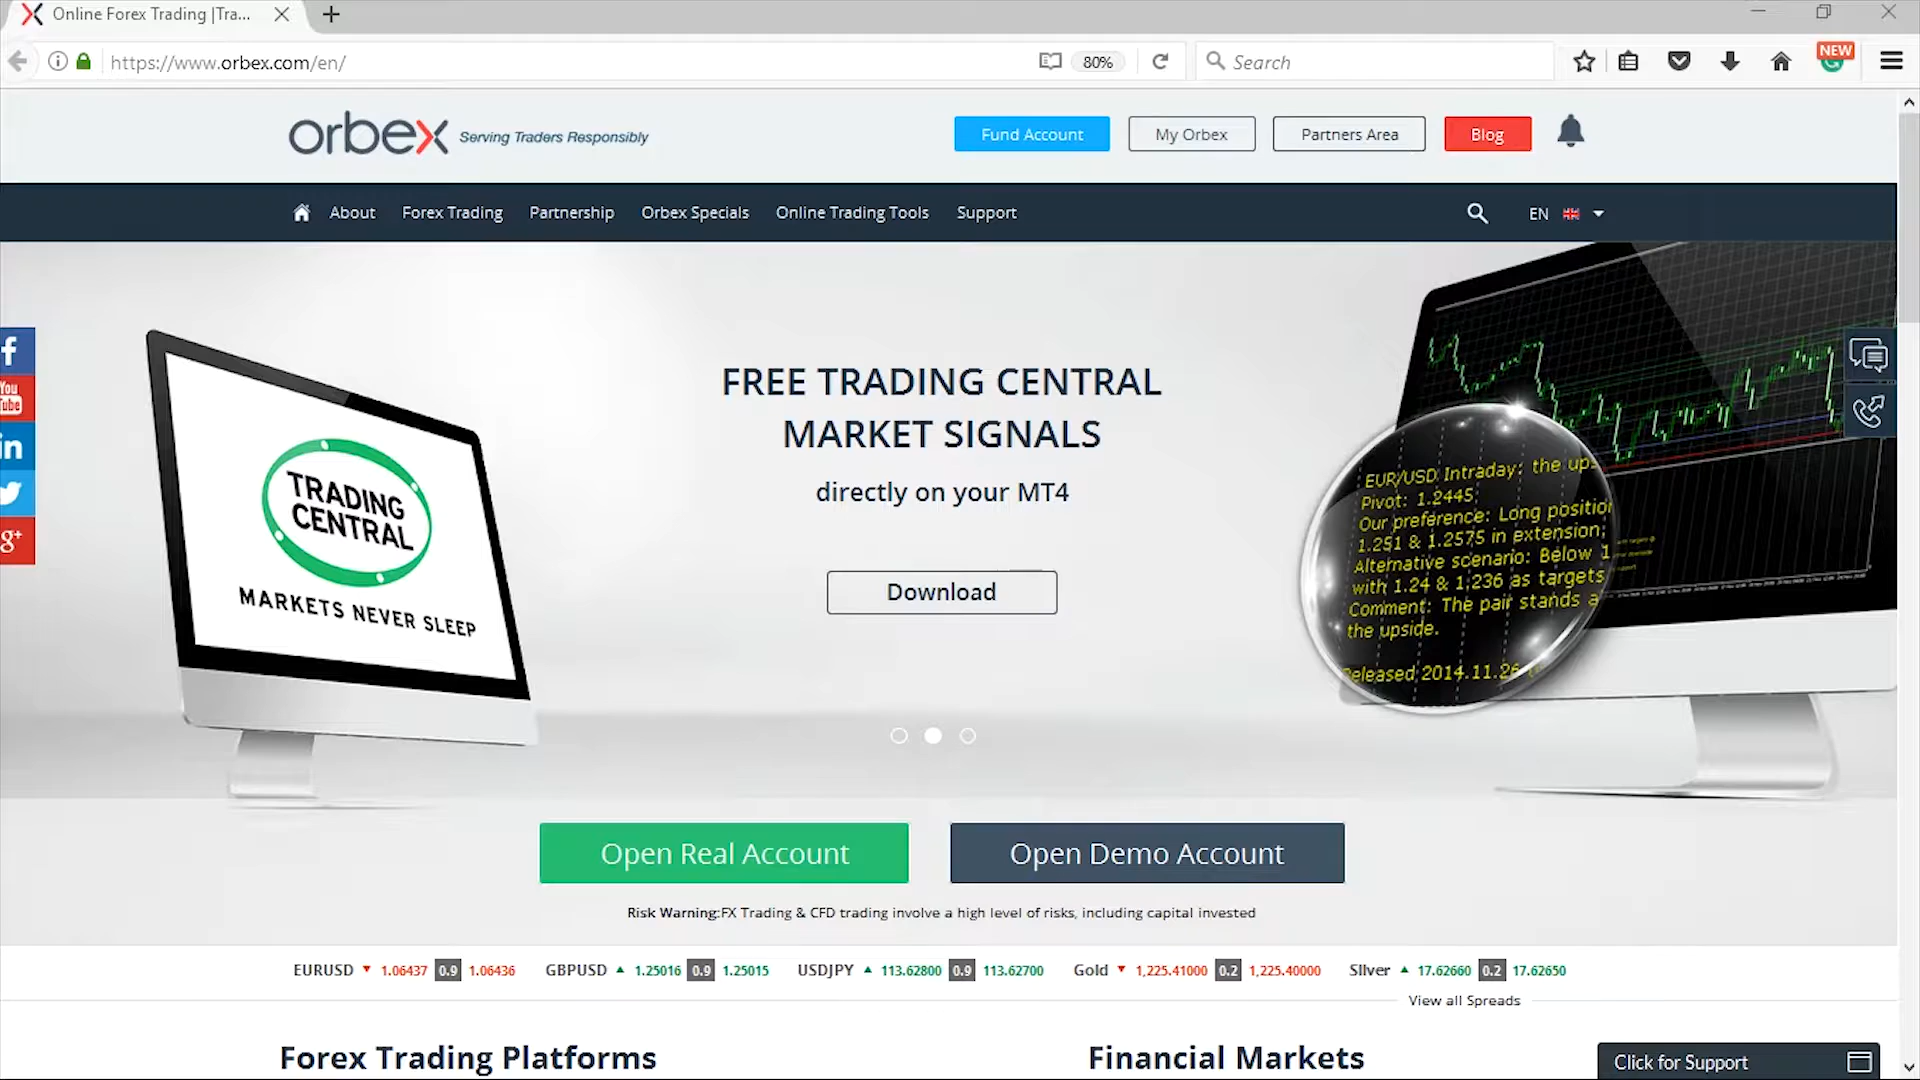 Online Forex Trading |Tra...
https://www.orbex.com/en/
80%
Search
NEW
orbex Serving Traders Responsibly
Fund Account
My Orbex
Partners Area
Blog
About
Forex Trading
Partnership
Orbex Specials
Online Trading Tools
Support
EN
You
Tube
in
g+
TRADING
CENTRAL
MARKETS NEVER SLEEP
FREE TRADING CENTRAL
MARKET SIGNALS
directly on your MT4
Download
EUR/USD Intraday: the ups
Pivot: 1.2445
Our preference: Long position
1.251 & 1.2575 in extension;
Alternative scenario: Below 1
with 1.24 & 1.236 as targets
Comment: The pair stands a
the upside.
Released 2014.11.26
Open Real Account
Open Demo Account
Risk Warning:FX Trading & CFD trading involve a high level of risks, including capital invested
EURUSD 1.06437 0.9 1.06436
GBPUSD 1.25016 0.9 1.25015
USDJPY 113.62800 0.9 113.62700
Gold 1,225.41000 0.2 1,225.40000
Silver 17.62660 0.2 17.62650
View all Spreads
Forex Trading Platforms
Financial Markets
Click for Support